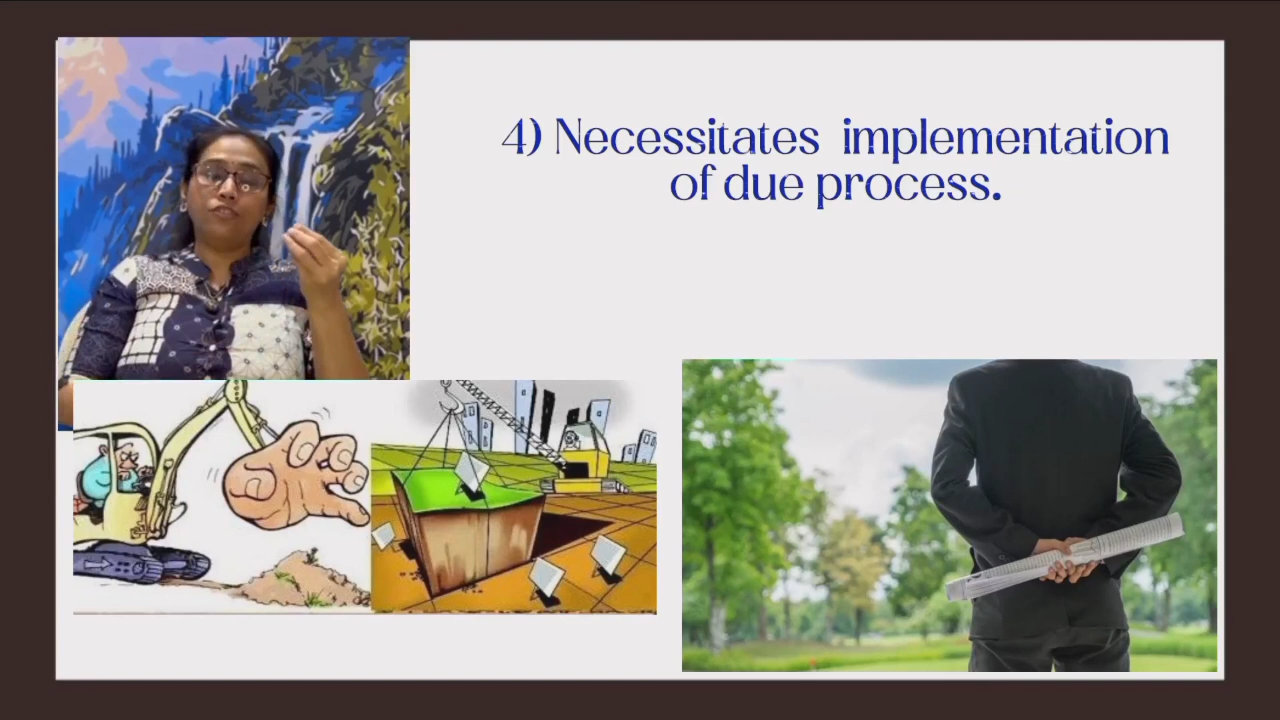 4) Necessitates implementation
of due process.